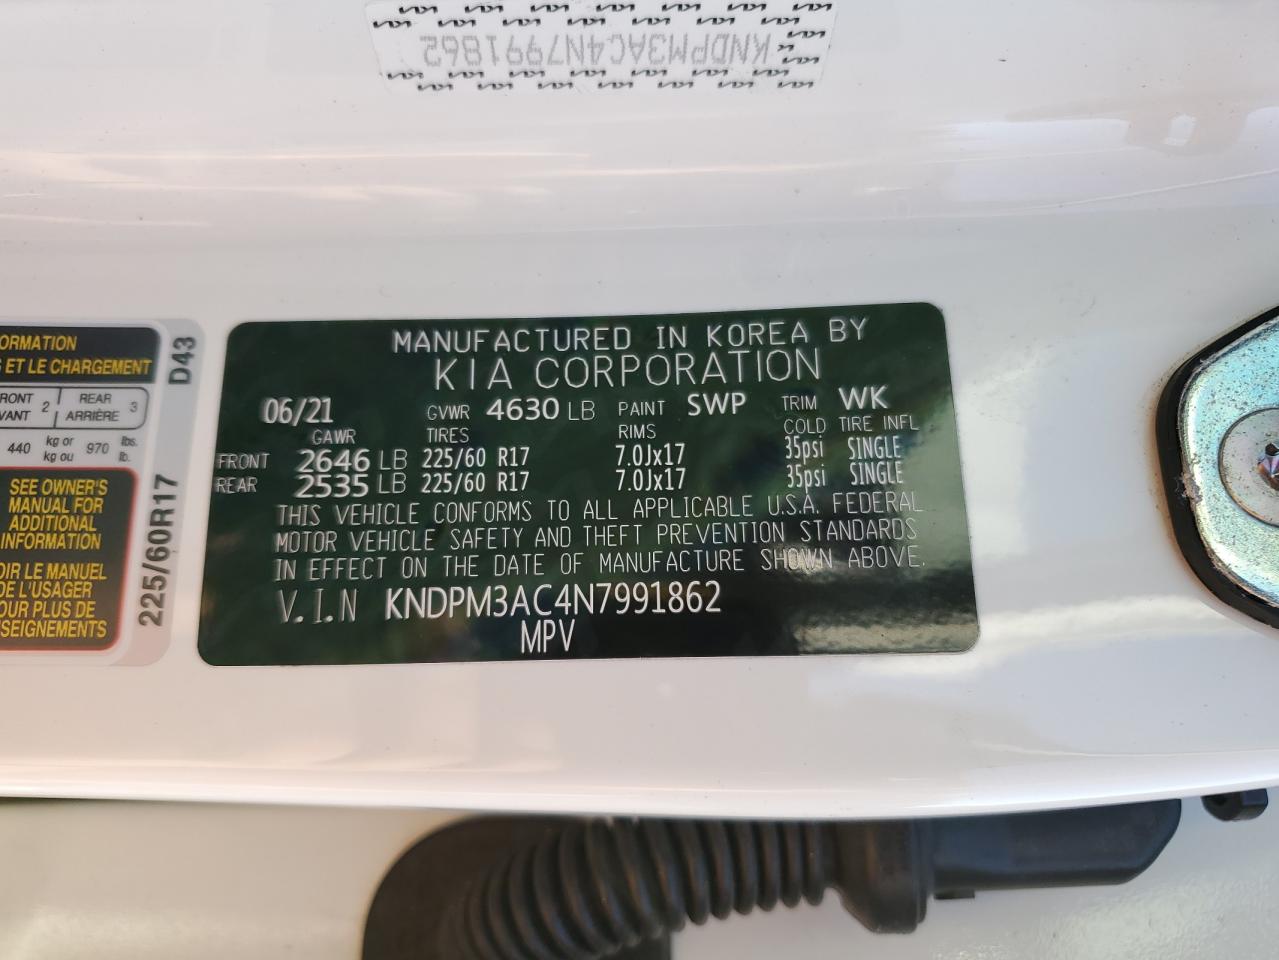 KNDPM3AC4N7991862
ORMATION
S ET LE CHARGEMENT
D43
RONT 2 REAR 3
VANT ARRIÈRE
440 kg or 970 lbs.
kg ou lb.
SEE OWNER'S
MANUAL FOR
ADDITIONAL
INFORMATION
OIR LE MANUEL
DE L'USAGER
OUR PLUS DE
SEIGNEMENTS
225/60R17
MANUFACTURED IN KOREA BY
KIA CORPORATION
06/21 GVWR 4630 LB PAINT SWP TRIM WK
GAWR TIRES RIMS COLD TIRE INFL
FRONT 2646 LB 225/60 R17 7.0Jx17 35psi SINGLE
REAR 2535 LB 225/60 R17 7.0Jx17 35psi SINGLE
THIS VEHICLE CONFORMS TO ALL APPLICABLE U.S.A. FEDERAL
MOTOR VEHICLE SAFETY AND THEFT PREVENTION STANDARDS
IN EFFECT ON THE DATE OF MANUFACTURE SHOWN ABOVE.
V.I.N KNDPM3AC4N7991862
MPV